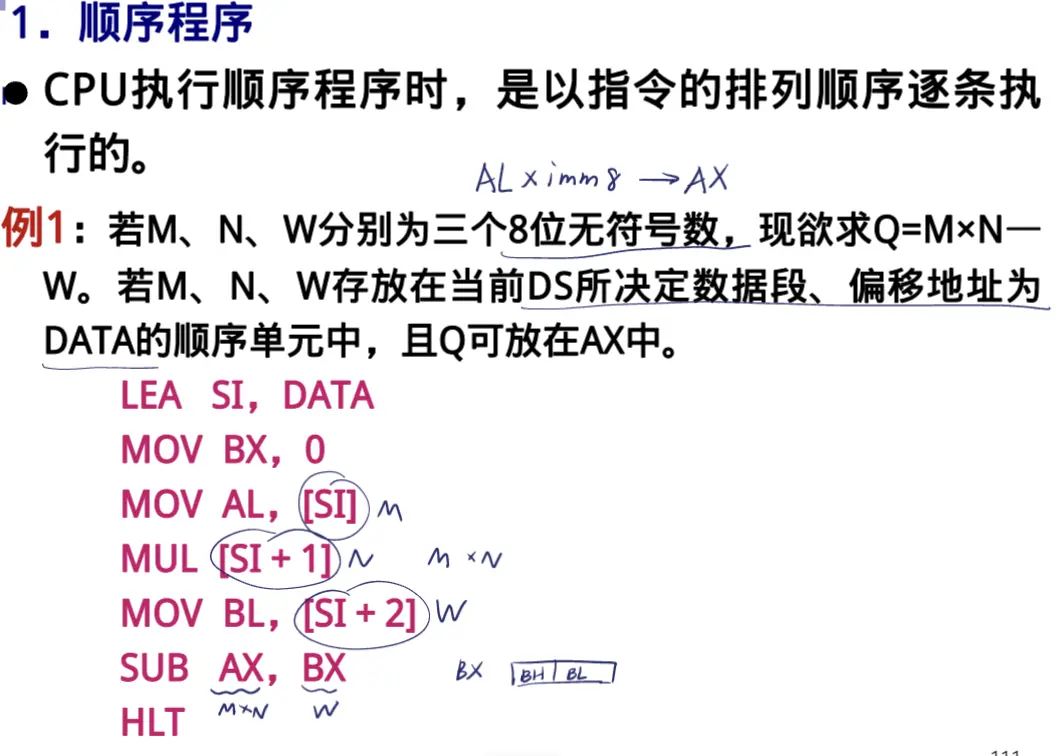 1. 顺序程序
● CPU执行顺序程序时，是以指令的排列顺序逐条执
行的。
AL × imm8 → AX
例1：若M、N、W分别为三个8位无符号数，现欲求Q=M×N—
W。若M、N、W存放在当前DS所决定数据段、偏移地址为
DATA的顺序单元中，且Q可放在AX中。
LEA SI，DATA
MOV BX，0
MOV AL，[SI] M
MUL [SI + 1] N M × N
MOV BL，[SI + 2] W
SUB AX，BX BX BH BL
M×N W
HLT